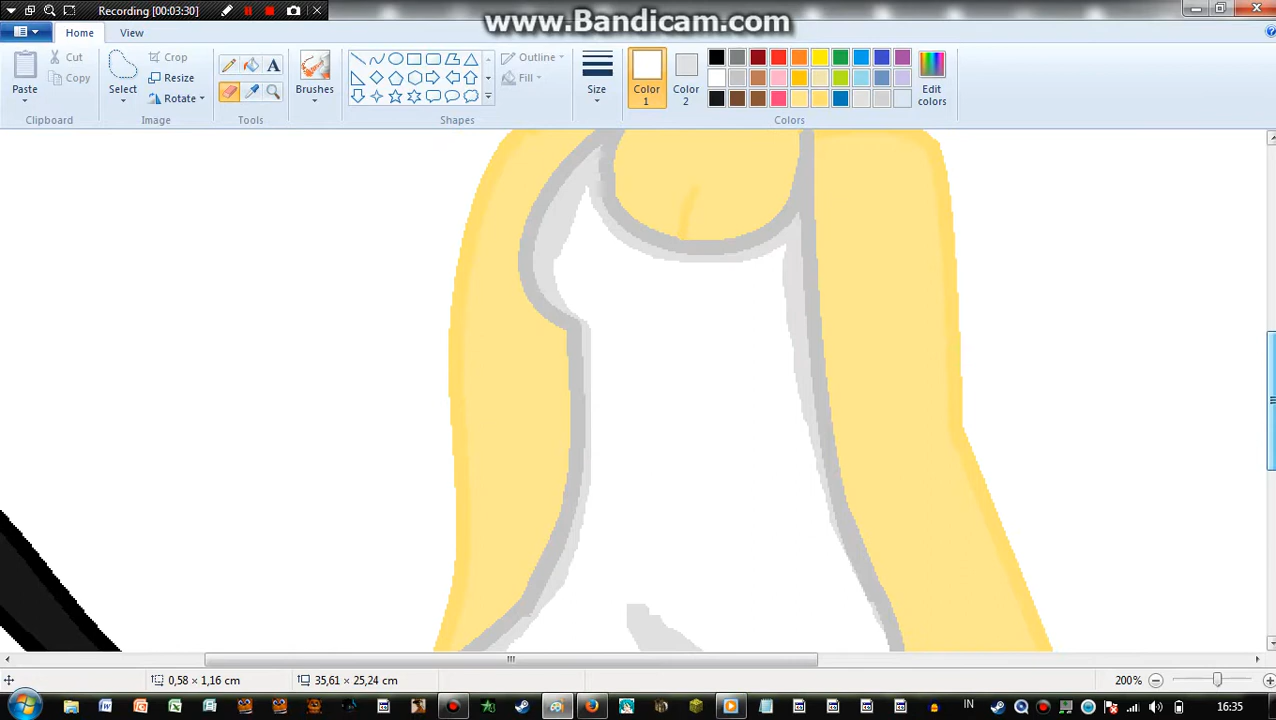 Recording [00:03:30]
www.Bandicam.com
Home
View
Paste
Cut
Copy
Clipboard
Select
Crop
Resize
Rotate
Image
A
Tools
Brushes
Outline
Fill
Shapes
Size
Color 1
Color 2
Edit colors
Colors
0,58 × 1,16 cm
35,61 × 25,24 cm
200%
IN
16:35